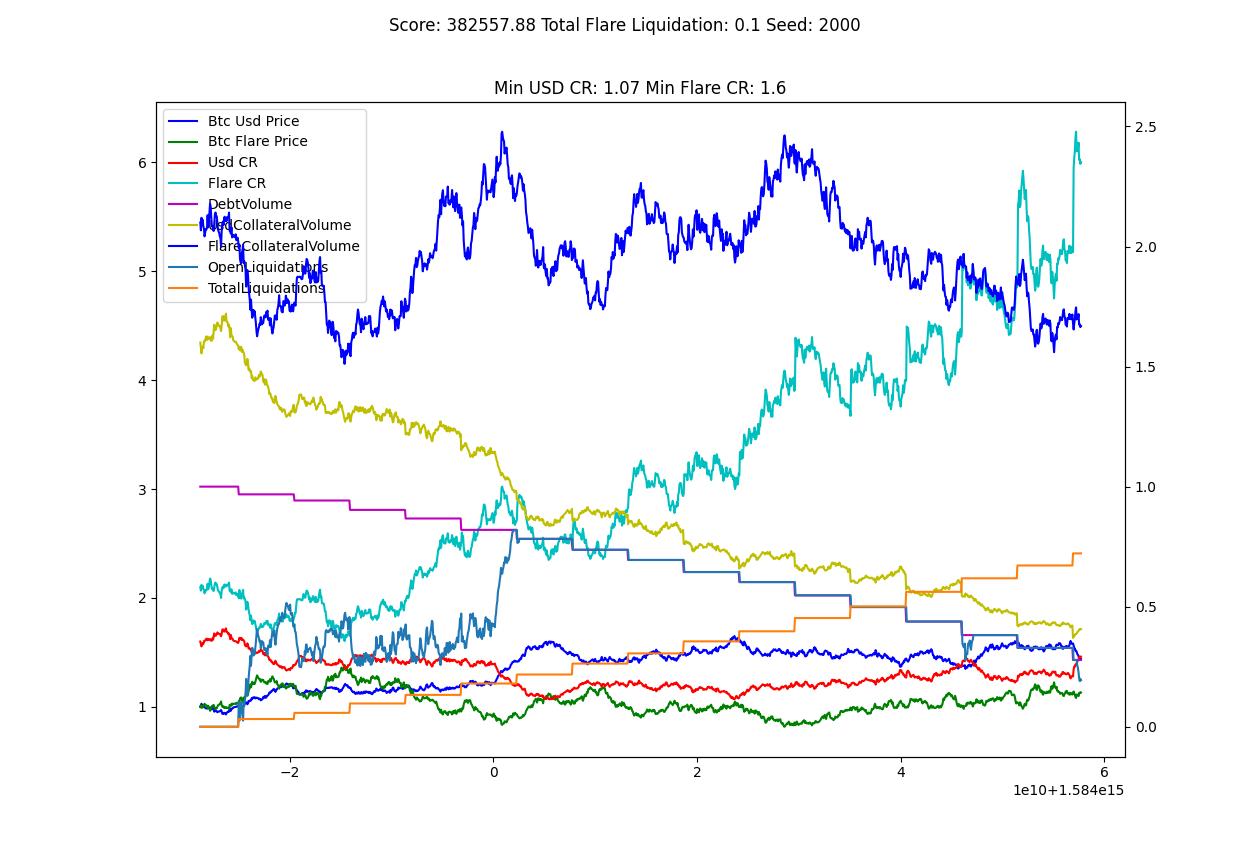 Score: 382557.88 Total Flare Liquidation: 0.1 Seed: 2000
Min USD CR: 1.07 Min Flare CR: 1.6
Btc Usd Price
Btc Flare Price
Usd CR
Flare CR
DebtVolume
UsdCollateralVolume
FlareCollateralVolume
OpenLiquidations
TotalLiquidations
6
5
4
3
2
1
2.5
2.0
1.5
1.0
0.5
0.0
−2
0
2
4
6
1e10+1.584e15